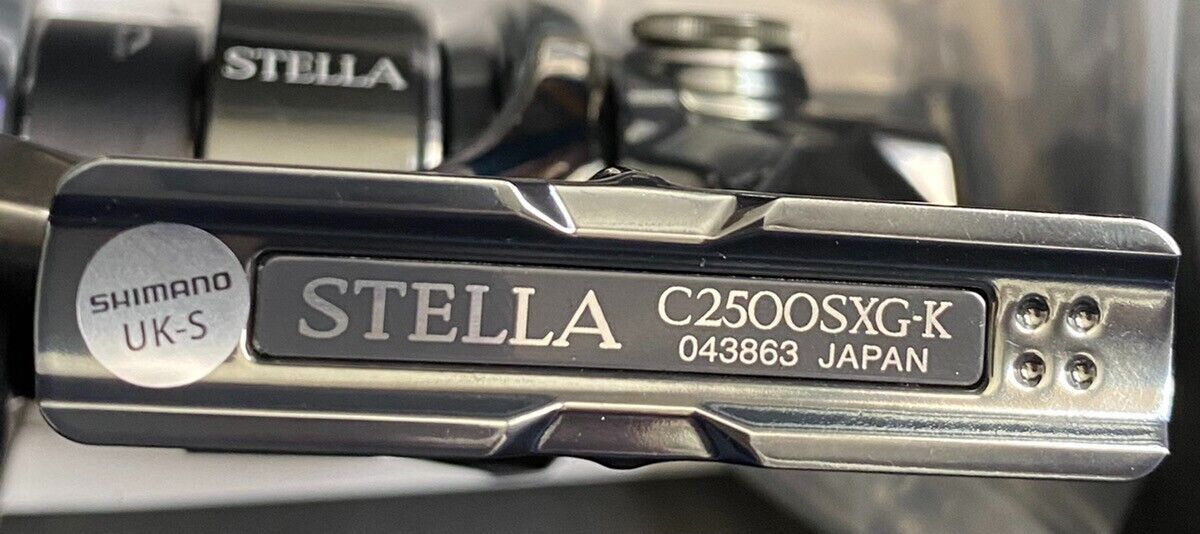 STELLA
SHIMANO
UK-S
STELLA C2500SXG-K
043863 JAPAN